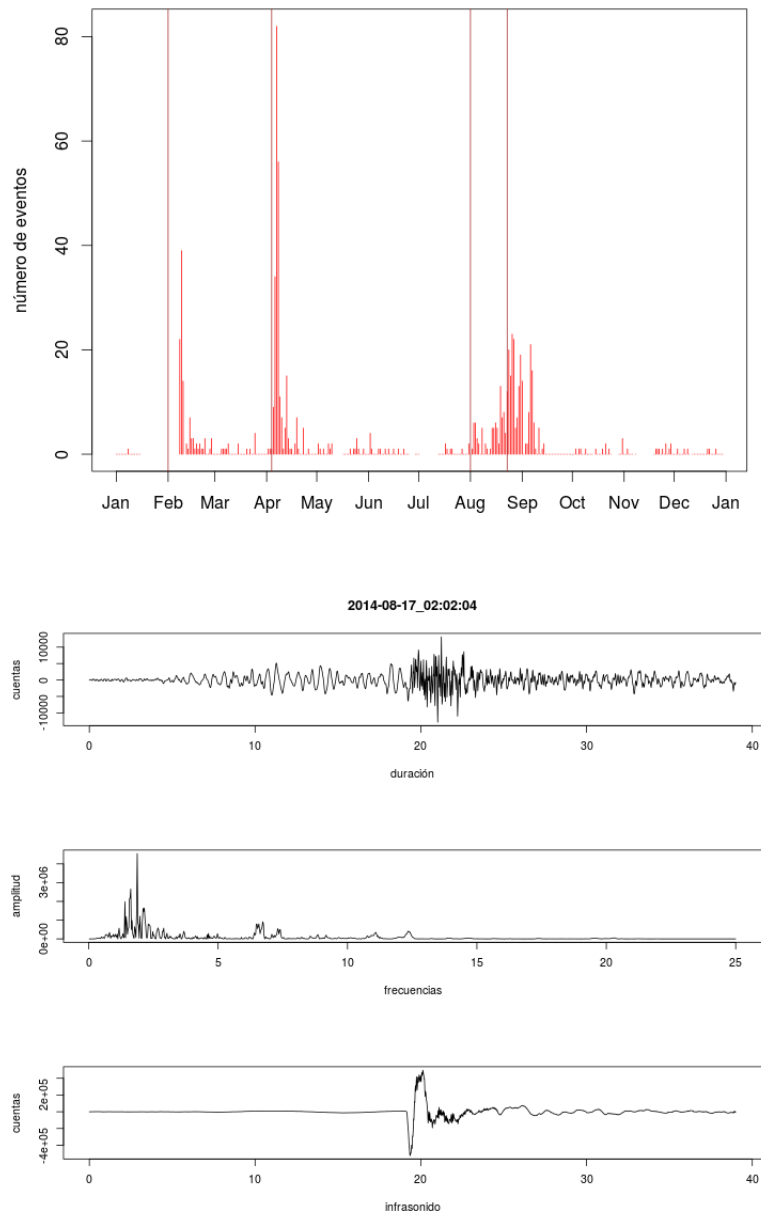 número de eventos
80
60
40
20
0
Jan Feb Mar Apr May Jun Jul Aug Sep Oct Nov Dec Jan
2014-08-17_02:02:04
cuentas
10000
0
-10000
0 10 20 30 40
duración
amplitud
3e+06
0e+00
0 5 10 15 20 25
frecuencias
cuentas
2e+05
-4e+05
0 10 20 30 40
infrasonido